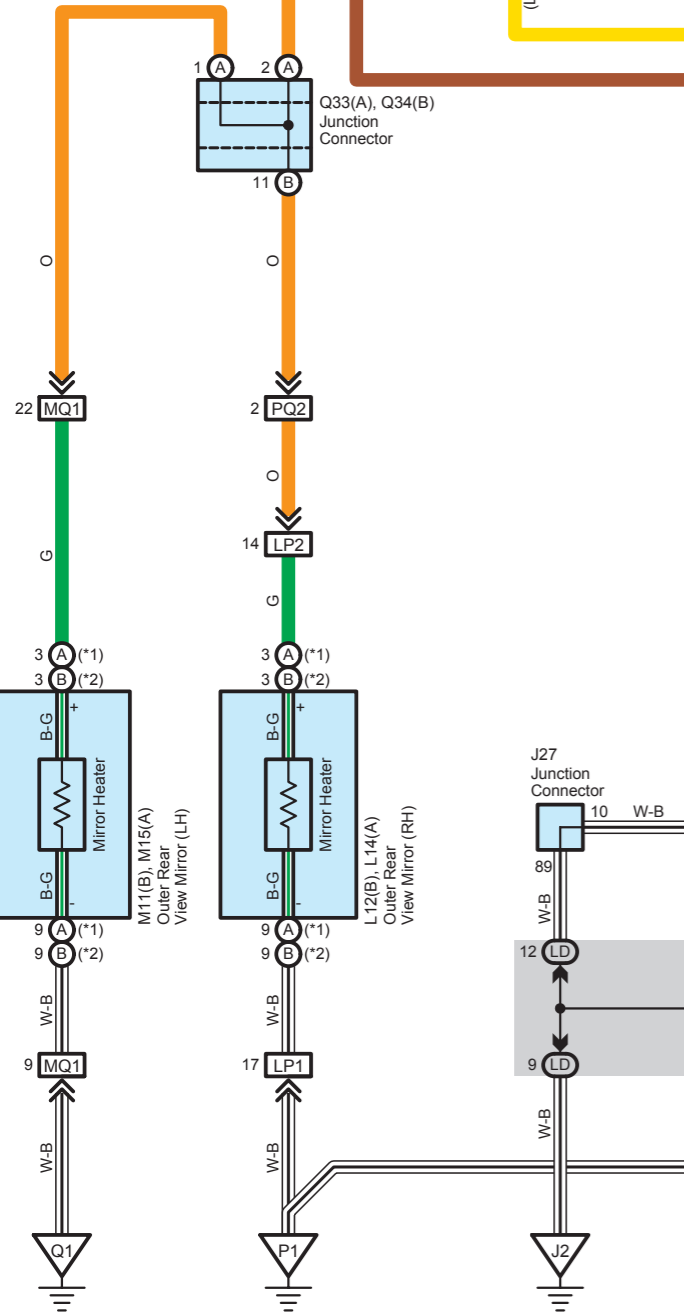 n)
1 A
2 A
Q33(A), Q34(B)
Junction
Connector
11 B
O
O
22 MQ1
2 PQ2
O
14 LP2
G
G
3 A (*1)
3 B (*2)
3 A (*1)
3 B (*2)
B-G
+
Mirror Heater
B-G
-
M11(B), M15(A)
Outer Rear
View Mirror (LH)
B-G
+
Mirror Heater
B-G
-
L12(B), L14(A)
Outer Rear
View Mirror (RH)
J27
Junction
Connector
10 W-B
89
W-B
9 A (*1)
9 B (*2)
9 A (*1)
9 B (*2)
12 LD
W-B
W-B
9 MQ1
17 LP1
9 LD
W-B
W-B
W-B
Q1
P1
J2